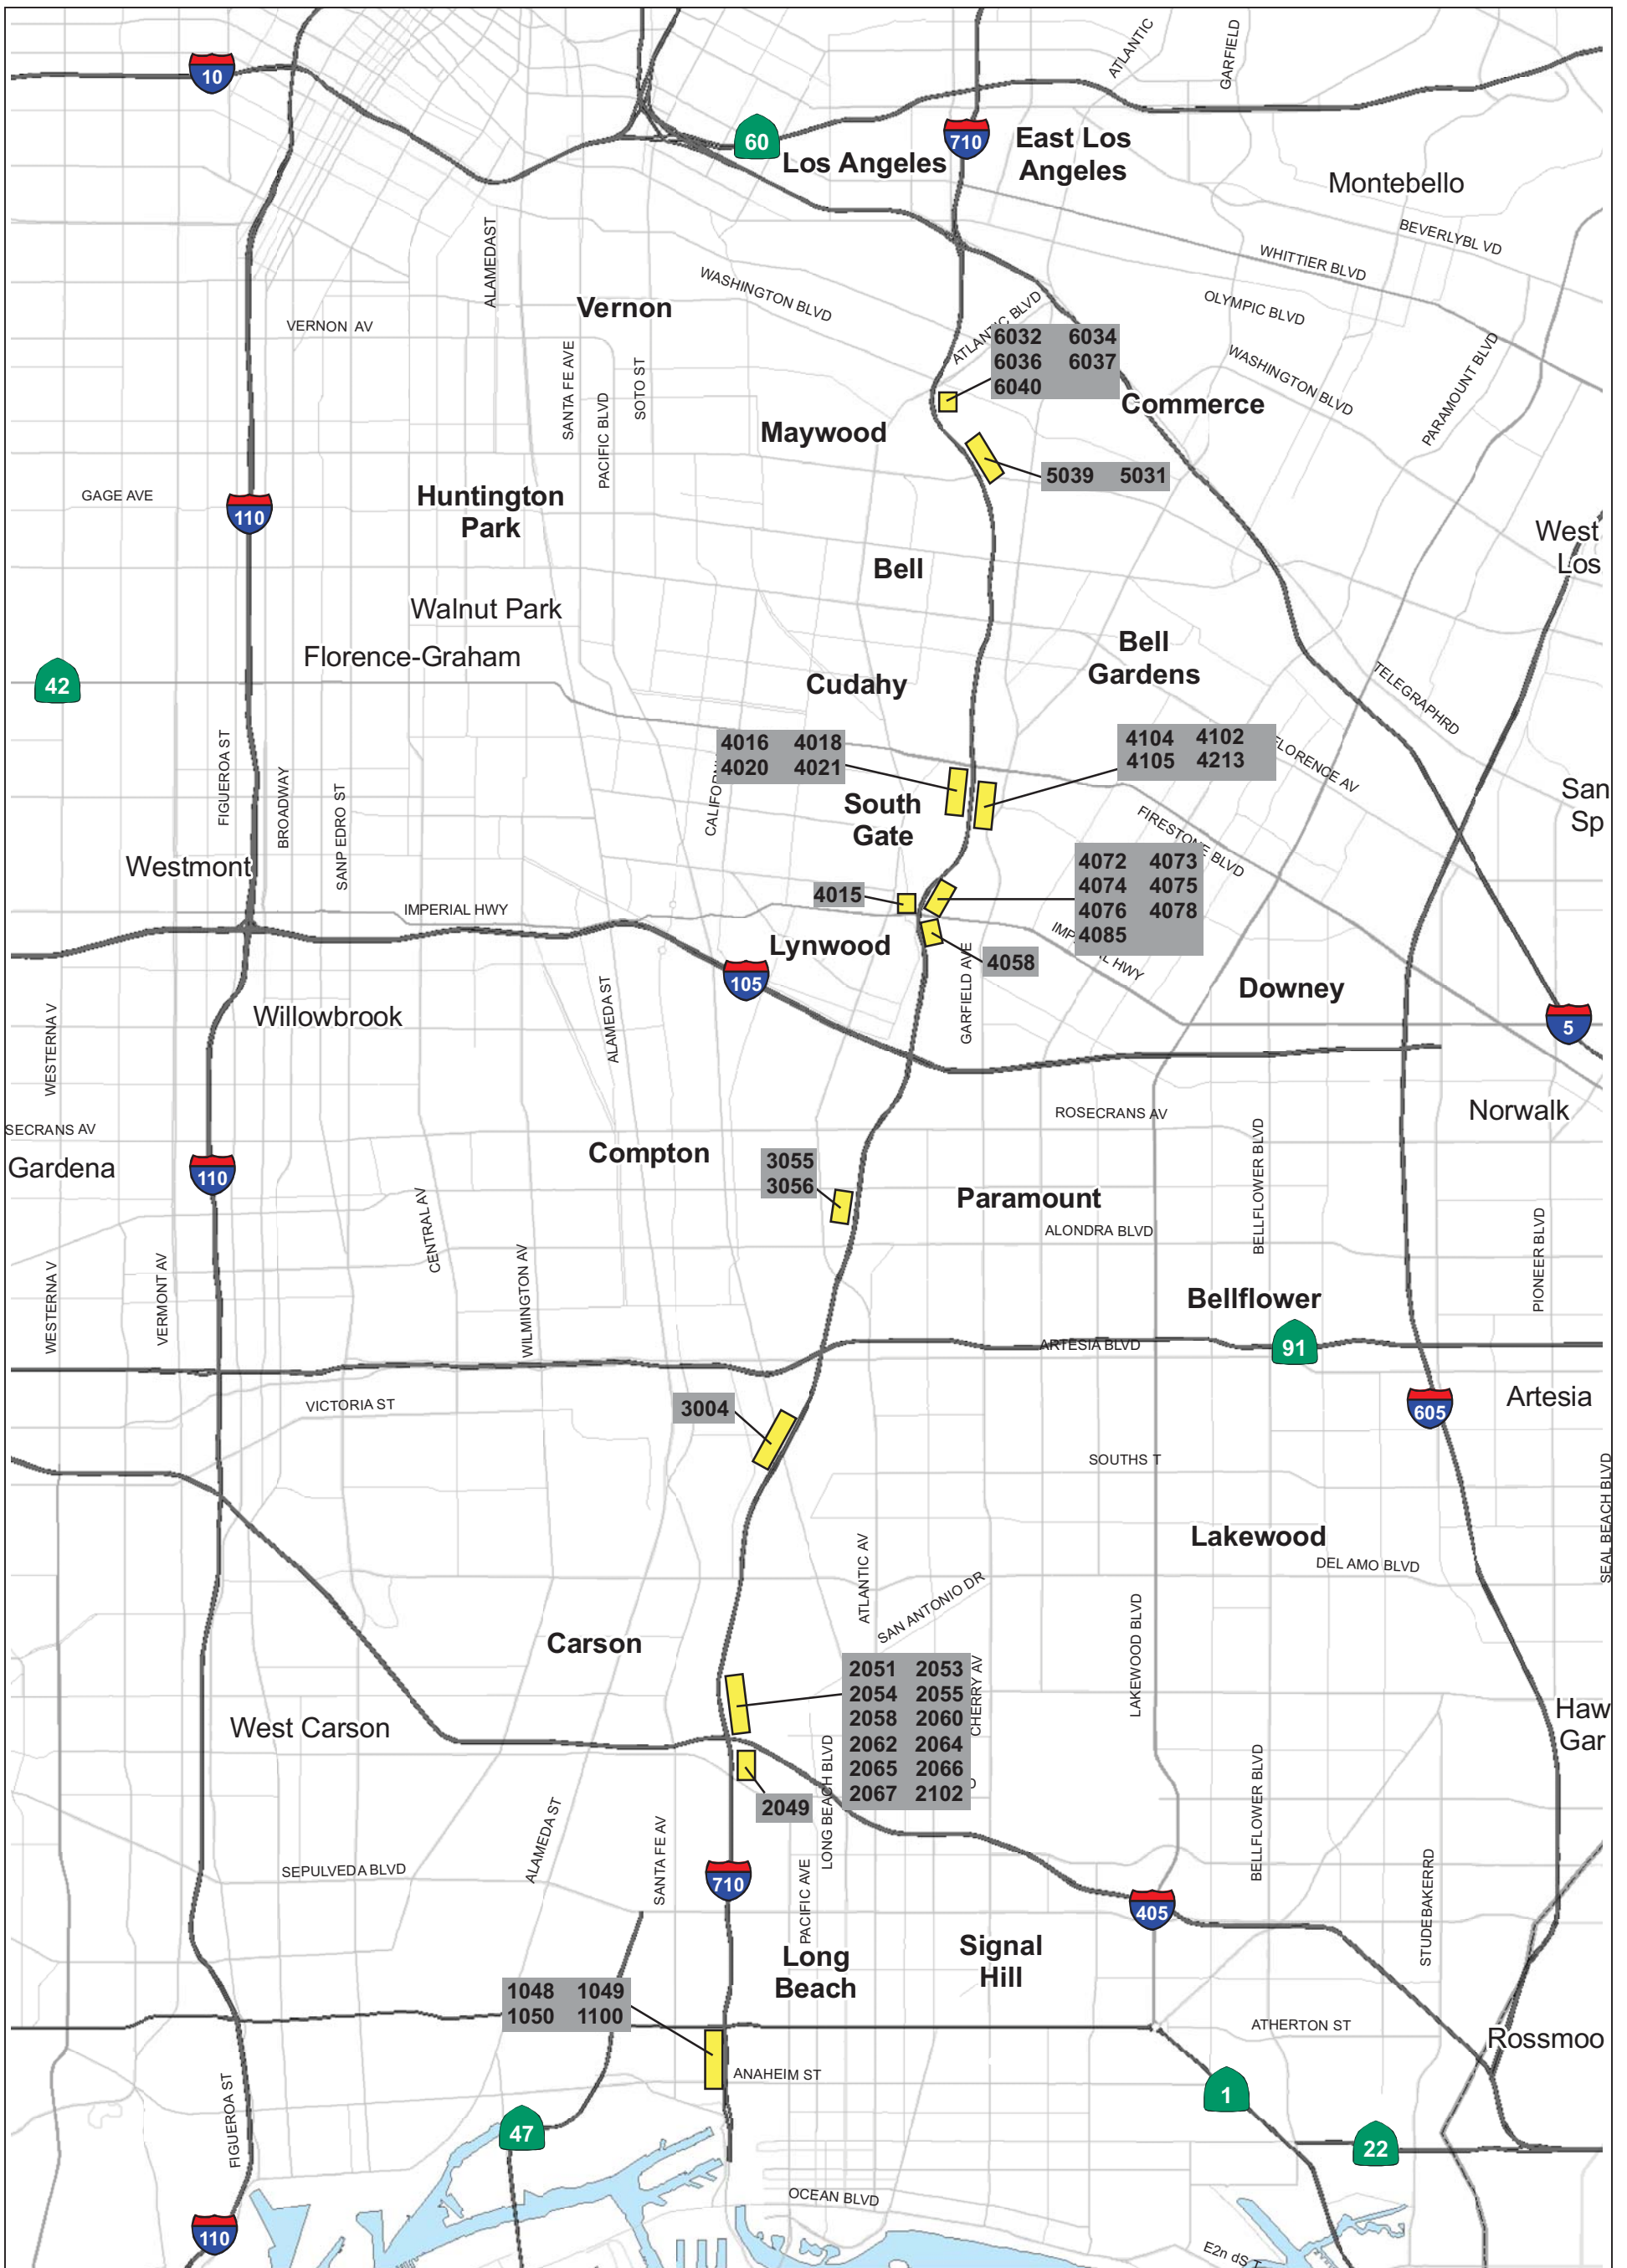 ATLANTIC
GARFIELD
10
60
710
East Los
Angeles
Los Angeles
Montebello
BEVERLYBL VD
WHITTIER BLVD
ALAMEDAST
WASHINGTON BLVD
Vernon
OLYMPIC BLVD
VERNON AV
ATLANTIC BLVD
6032 6034
6036 6037
6040
SANTA FE AVE
SOTO ST
WASHINGTON BLVD
PARAMOUNT BLVD
PACIFIC BLVD
Commerce
Maywood
5039 5031
GAGE AVE
Huntington
Park
110
West
Los
Bell
Walnut Park
Bell
Gardens
Florence-Graham
42
Cudahy
TELEGRAPHRD
4016 4018
4020 4021
4104 4102
4105 4213
FLORENCE AV
FIGUEROA ST
BROADWAY
SANP EDRO ST
CALIFO
South
Gate
San
Sp
FIRESTONE BLVD
Westmont
4072 4073
4074 4075
4076 4078
4085
4015
IMPERIAL HWY
Lynwood
4058
GARFIELD AVE
HWY
105
Downey
Willowbrook
5
WESTERNA V
ALAMEDA ST
SECRANS AV
ROSECRANS AV
Norwalk
Gardena
110
Compton
3055
3056
Paramount
BELLFLOWER BLVD
ALONDRA BLVD
CENTRAL AV
WESTERNA V
VERMONT AV
WILMINGTON AV
PIONEER BLVD
Bellflower
ARTESIA BLVD
91
Artesia
605
VICTORIA ST
3004
SOUTHS T
SEAL BEACH BLVD
Lakewood
DEL AMO BLVD
ATLANTIC AV
SAN ANTONIO DR
LAKEWOOD BLVD
Carson
2051 2053
2054 2055
2058 2060
2062 2064
2065 2066
2067 2102
CHERRY AV
West Carson
Haw
Gar
2049
LONG BEACH BLVD
BELLFLOWER BLVD
ALAMEDA ST
SANTA FE AV
SEPULVEDA BLVD
710
PACIFIC AVE
405
STUDEBAKERRD
Long
Beach
Signal
Hill
1048 1049
1050 1100
ATHERTON ST
Rossmoo
ANAHEIM ST
1
FIGUEROA ST
47
22
OCEAN BLVD
110
E2n dS T